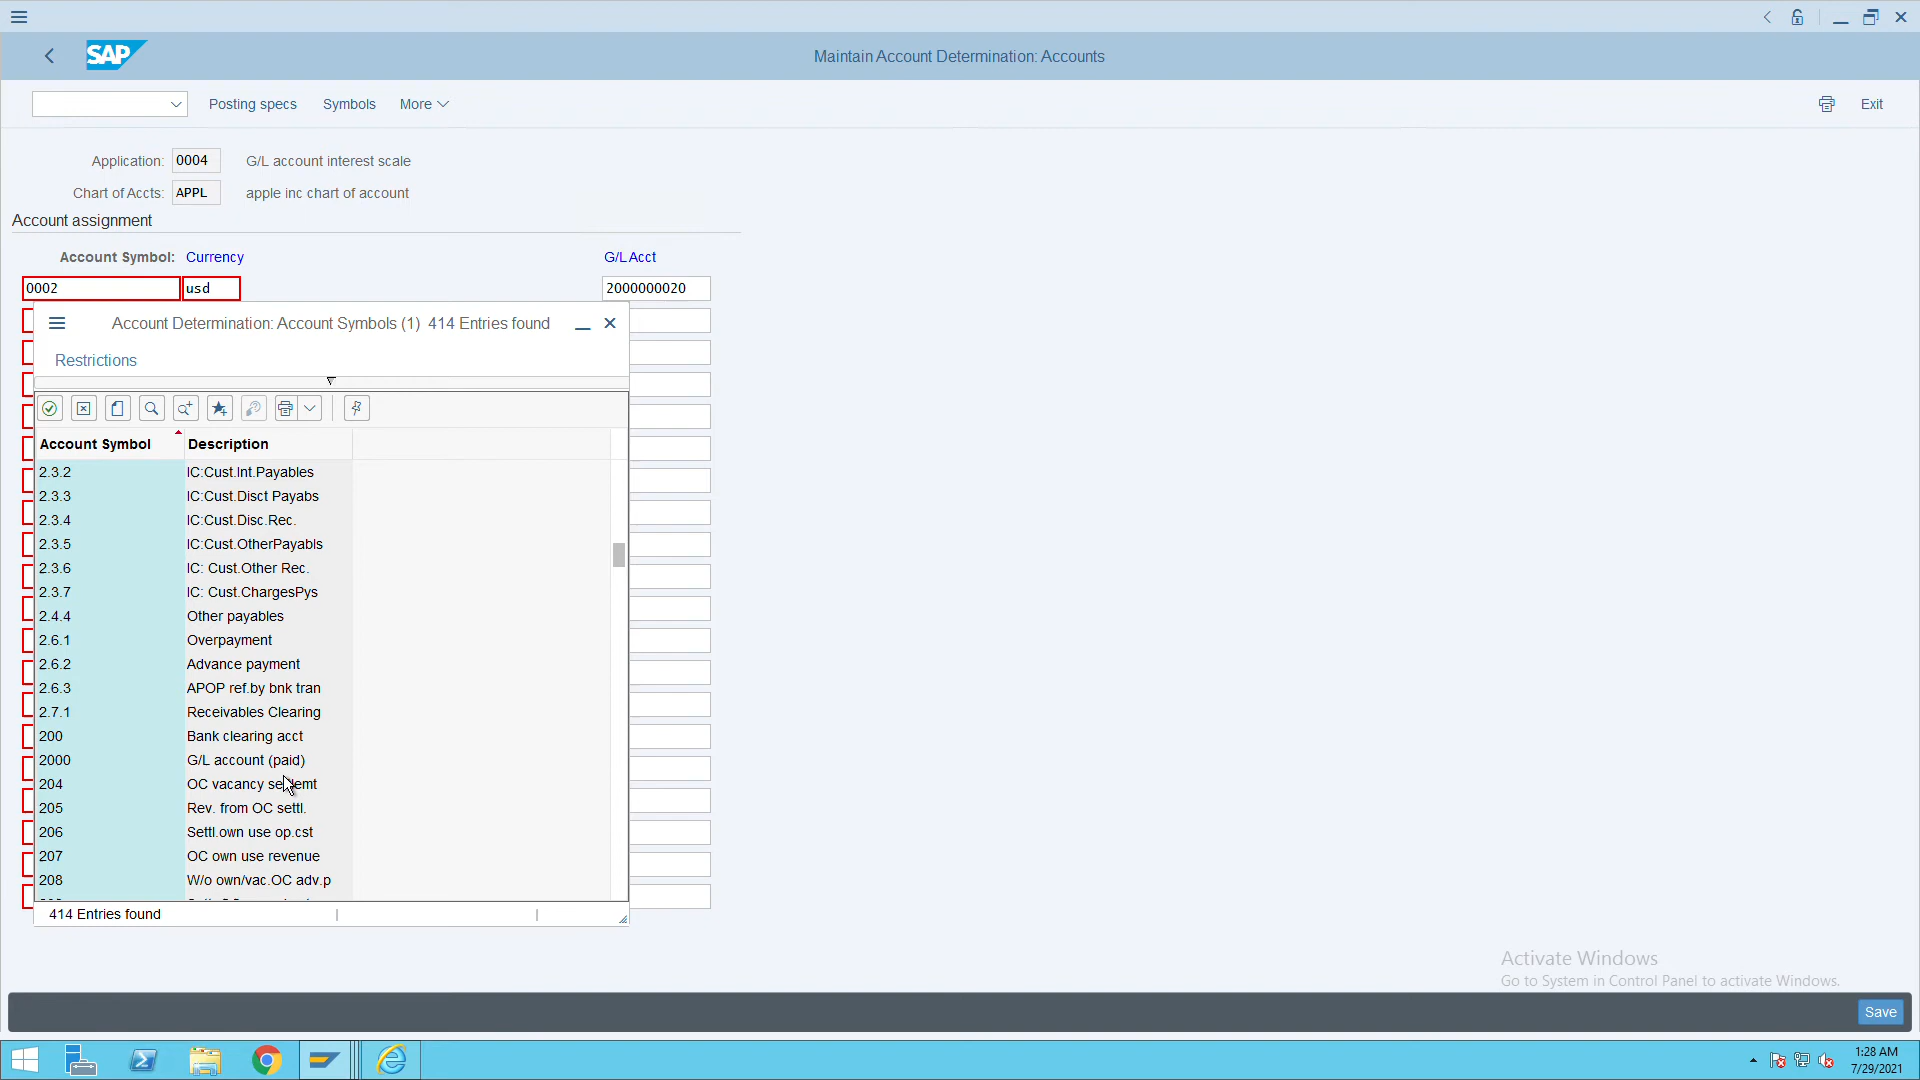 SAP
Maintain Account Determination: Accounts
Posting specs Symbols More Exit
Application: 0004 G/L account interest scale
Chart of Accts: APPL apple inc chart of account
Account assignment
Account Symbol: Currency G/L Acct
0002 usd 2000000020
Account Determination: Account Symbols (1) 414 Entries found
Restrictions
Account Symbol Description
2.3.2 IC:Cust.Int.Payables
2.3.3 IC:Cust.Disct Payabs
2.3.4 IC:Cust.Disc.Rec.
2.3.5 IC:Cust.OtherPayabls
2.3.6 IC: Cust.Other Rec.
2.3.7 IC: Cust.ChargesPys
2.4.4 Other payables
2.6.1 Overpayment
2.6.2 Advance payment
2.6.3 APOP ref.by bnk tran
2.7.1 Receivables Clearing
200 Bank clearing acct
2000 G/L account (paid)
204 OC vacancy settlemt
205 Rev. from OC settl.
206 Settl.own use op.cst
207 OC own use revenue
208 W/o own/vac.OC adv.p
414 Entries found
Activate Windows
Go to System in Control Panel to activate Windows.
Save
1:28 AM
7/29/2021